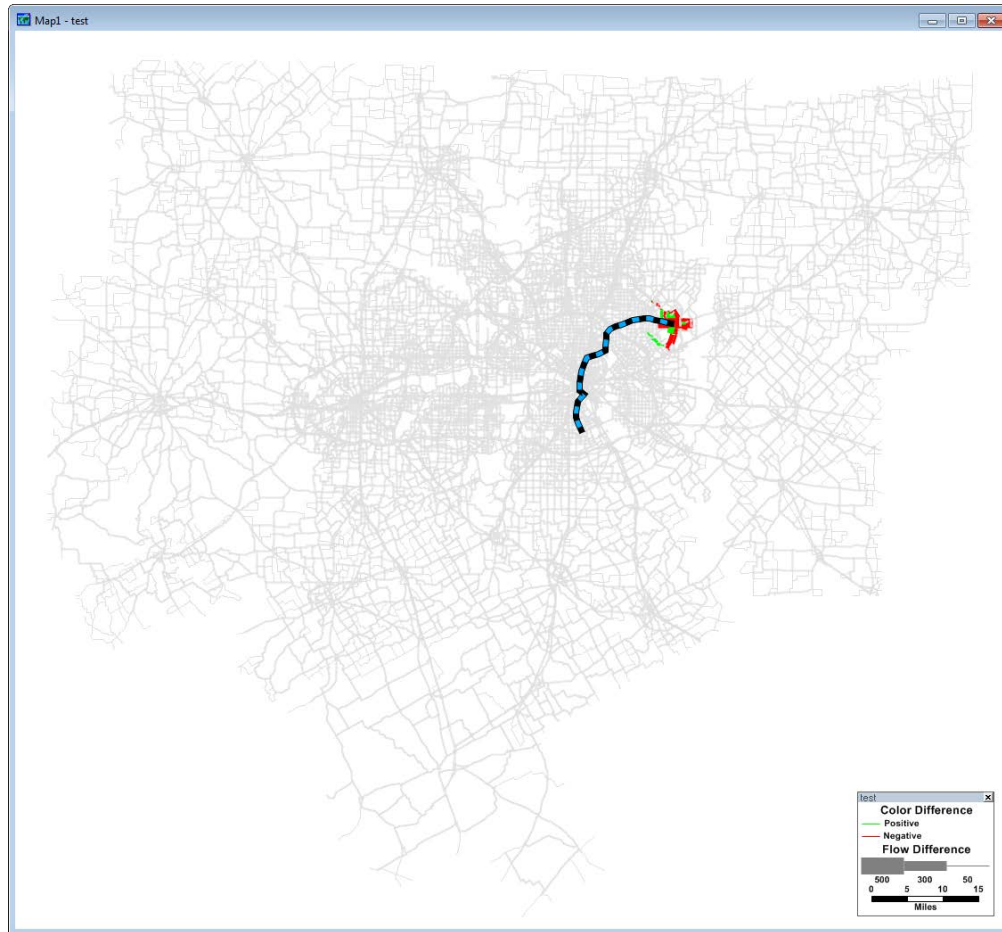 Map1 - test
test
Color Difference
Positive
Negative
Flow Difference
500 300 50
0 5 10 15
Miles